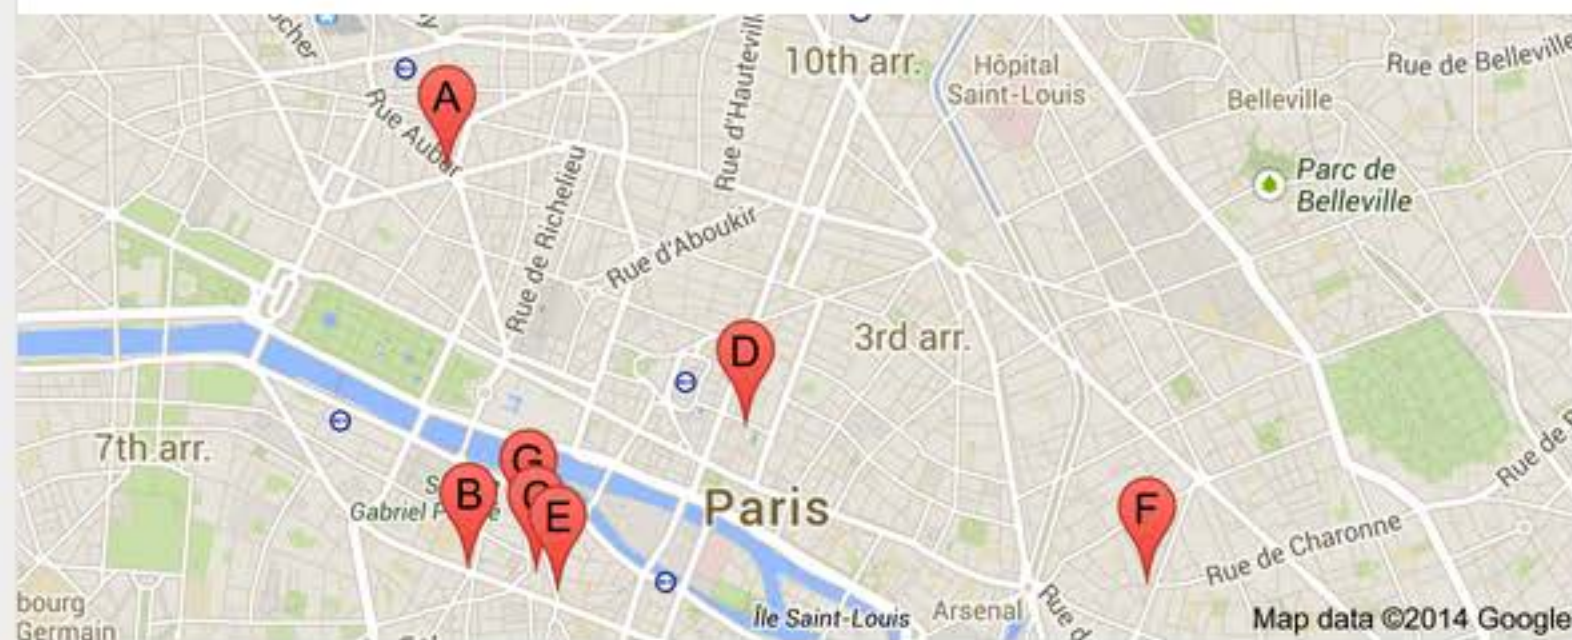 ocher
10th arr.
Hôpital
Saint-Louis
Rue de Belleville
Belleville
A
Rue Auber
Rue d'Hauteville
Parc de
Belleville
Rue de Richelieu
Rue d'Aboukir
D
3rd arr.
7th arr.
G
B
C
E
Gabriel
Paris
F
Rue de
Rue de Charonne
bourg
Germain
Île Saint-Louis
Arsenal
Rue d
Map data ©2014 Google